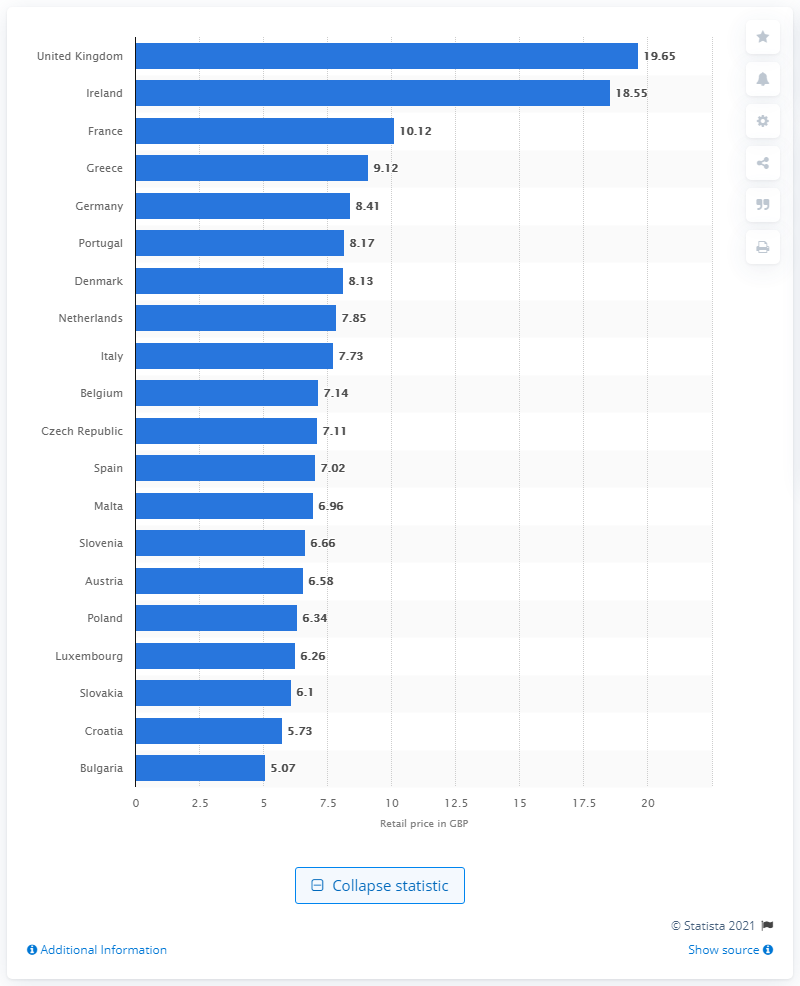 United Kingdom 19.65
Ireland 18.55
France 10.12
Greece 9.12
Germany 8.41
Portugal 8.17
Denmark 8.13
Netherlands 7.85
Italy 7.73
Belgium 7.14
Czech Republic 7.11
Spain 7.02
Malta 6.96
Slovenia 6.66
Austria 6.58
Poland 6.34
Luxembourg 6.26
Slovakia 6.1
Croatia 5.73
Bulgaria 5.07
0 2.5 5 7.5 10 12.5 15 17.5 20
Retail price in GBP
Collapse statistic
© Statista 2021
Additional Information Show source